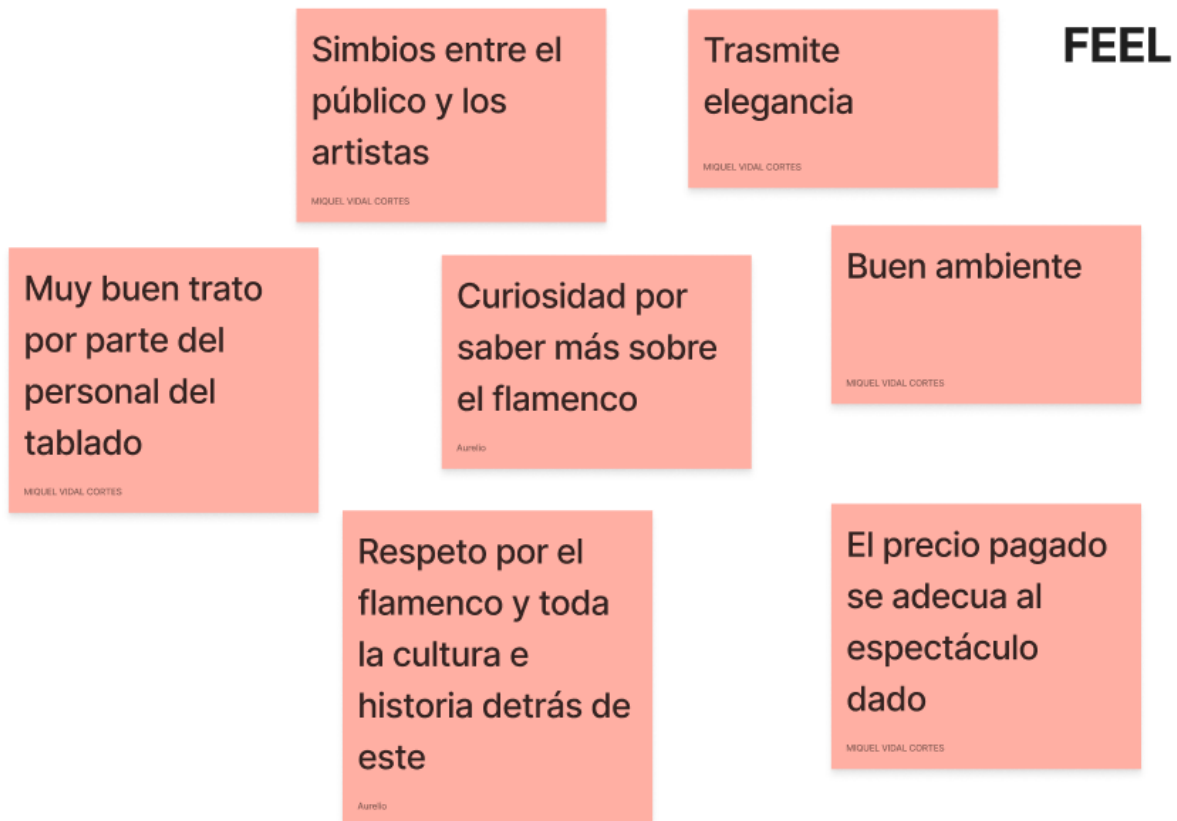 FEEL
Simbios entre el
público y los
artistas
MIQUEL VIDAL CORTES
Trasmite
elegancia
MIQUEL VIDAL CORTES
Muy buen trato
por parte del
personal del
tablado
MIQUEL VIDAL CORTES
Curiosidad por
saber más sobre
el flamenco
Aurelio
Buen ambiente
MIQUEL VIDAL CORTES
Respeto por el
flamenco y toda
la cultura e
historia detrás de
este
Aurelio
El precio pagado
se adecua al
espectáculo
dado
MIQUEL VIDAL CORTES